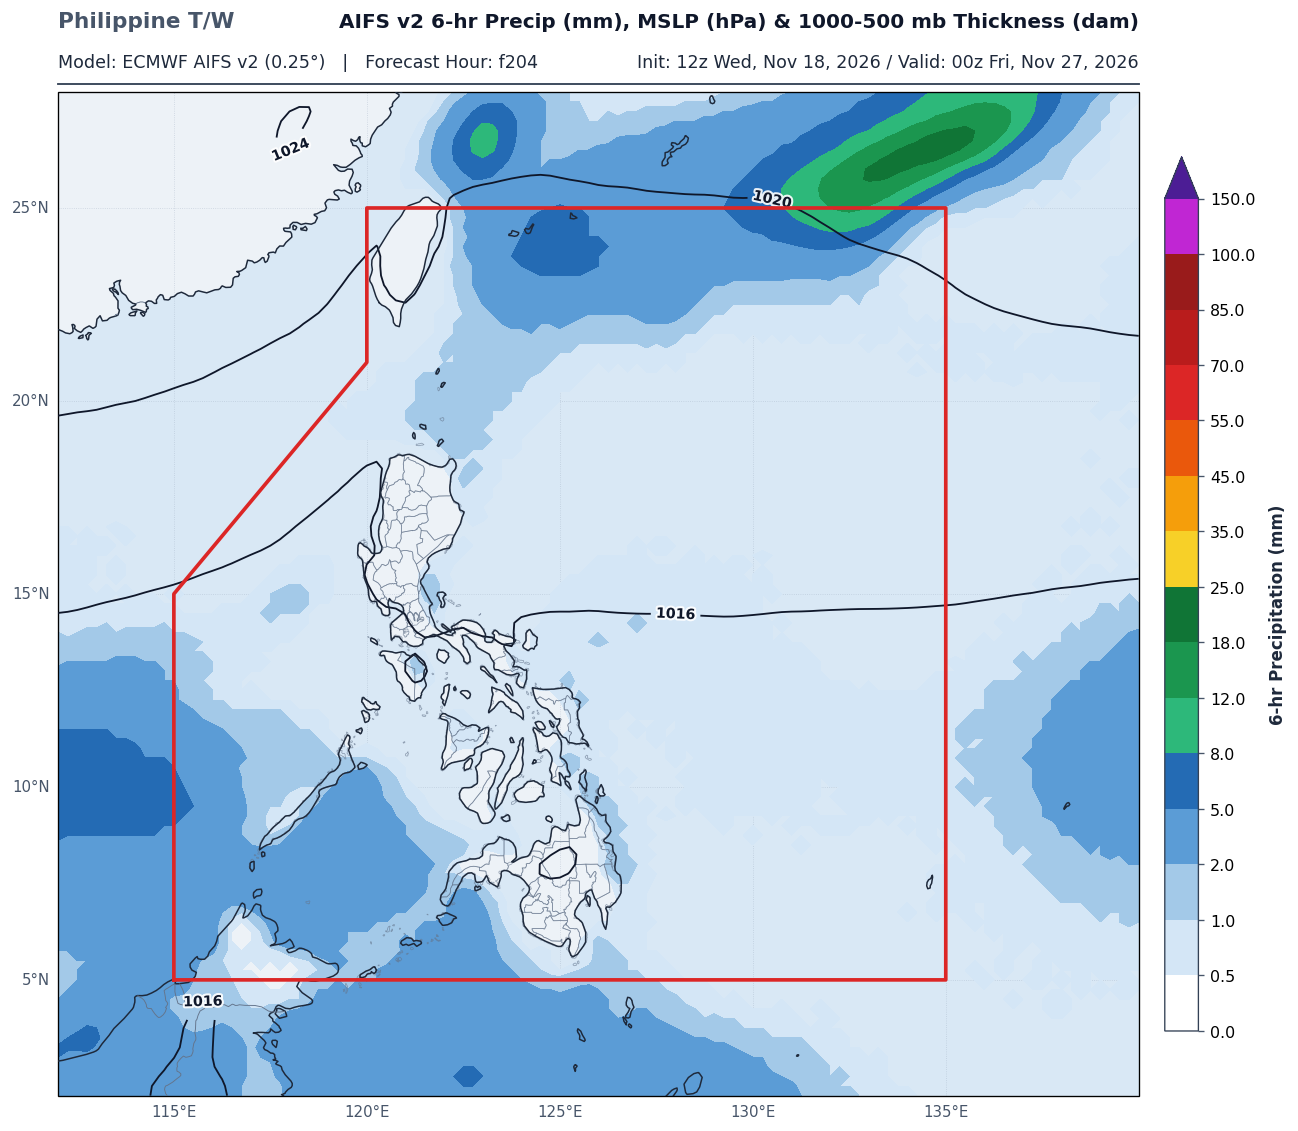 Philippine T/W
AIFS v2 6-hr Precip (mm), MSLP (hPa) & 1000-500 mb Thickness (dam)
Model: ECMWF AIFS v2 (0.25°) | Forecast Hour: f204
Init: 12z Wed, Nov 18, 2026 / Valid: 00z Fri, Nov 27, 2026
1024
1020
1016
1016
25°N
20°N
15°N
10°N
5°N
115°E
120°E
125°E
130°E
135°E
150.0
100.0
85.0
70.0
55.0
45.0
35.0
25.0
18.0
12.0
8.0
5.0
2.0
1.0
0.5
0.0
6-hr Precipitation (mm)